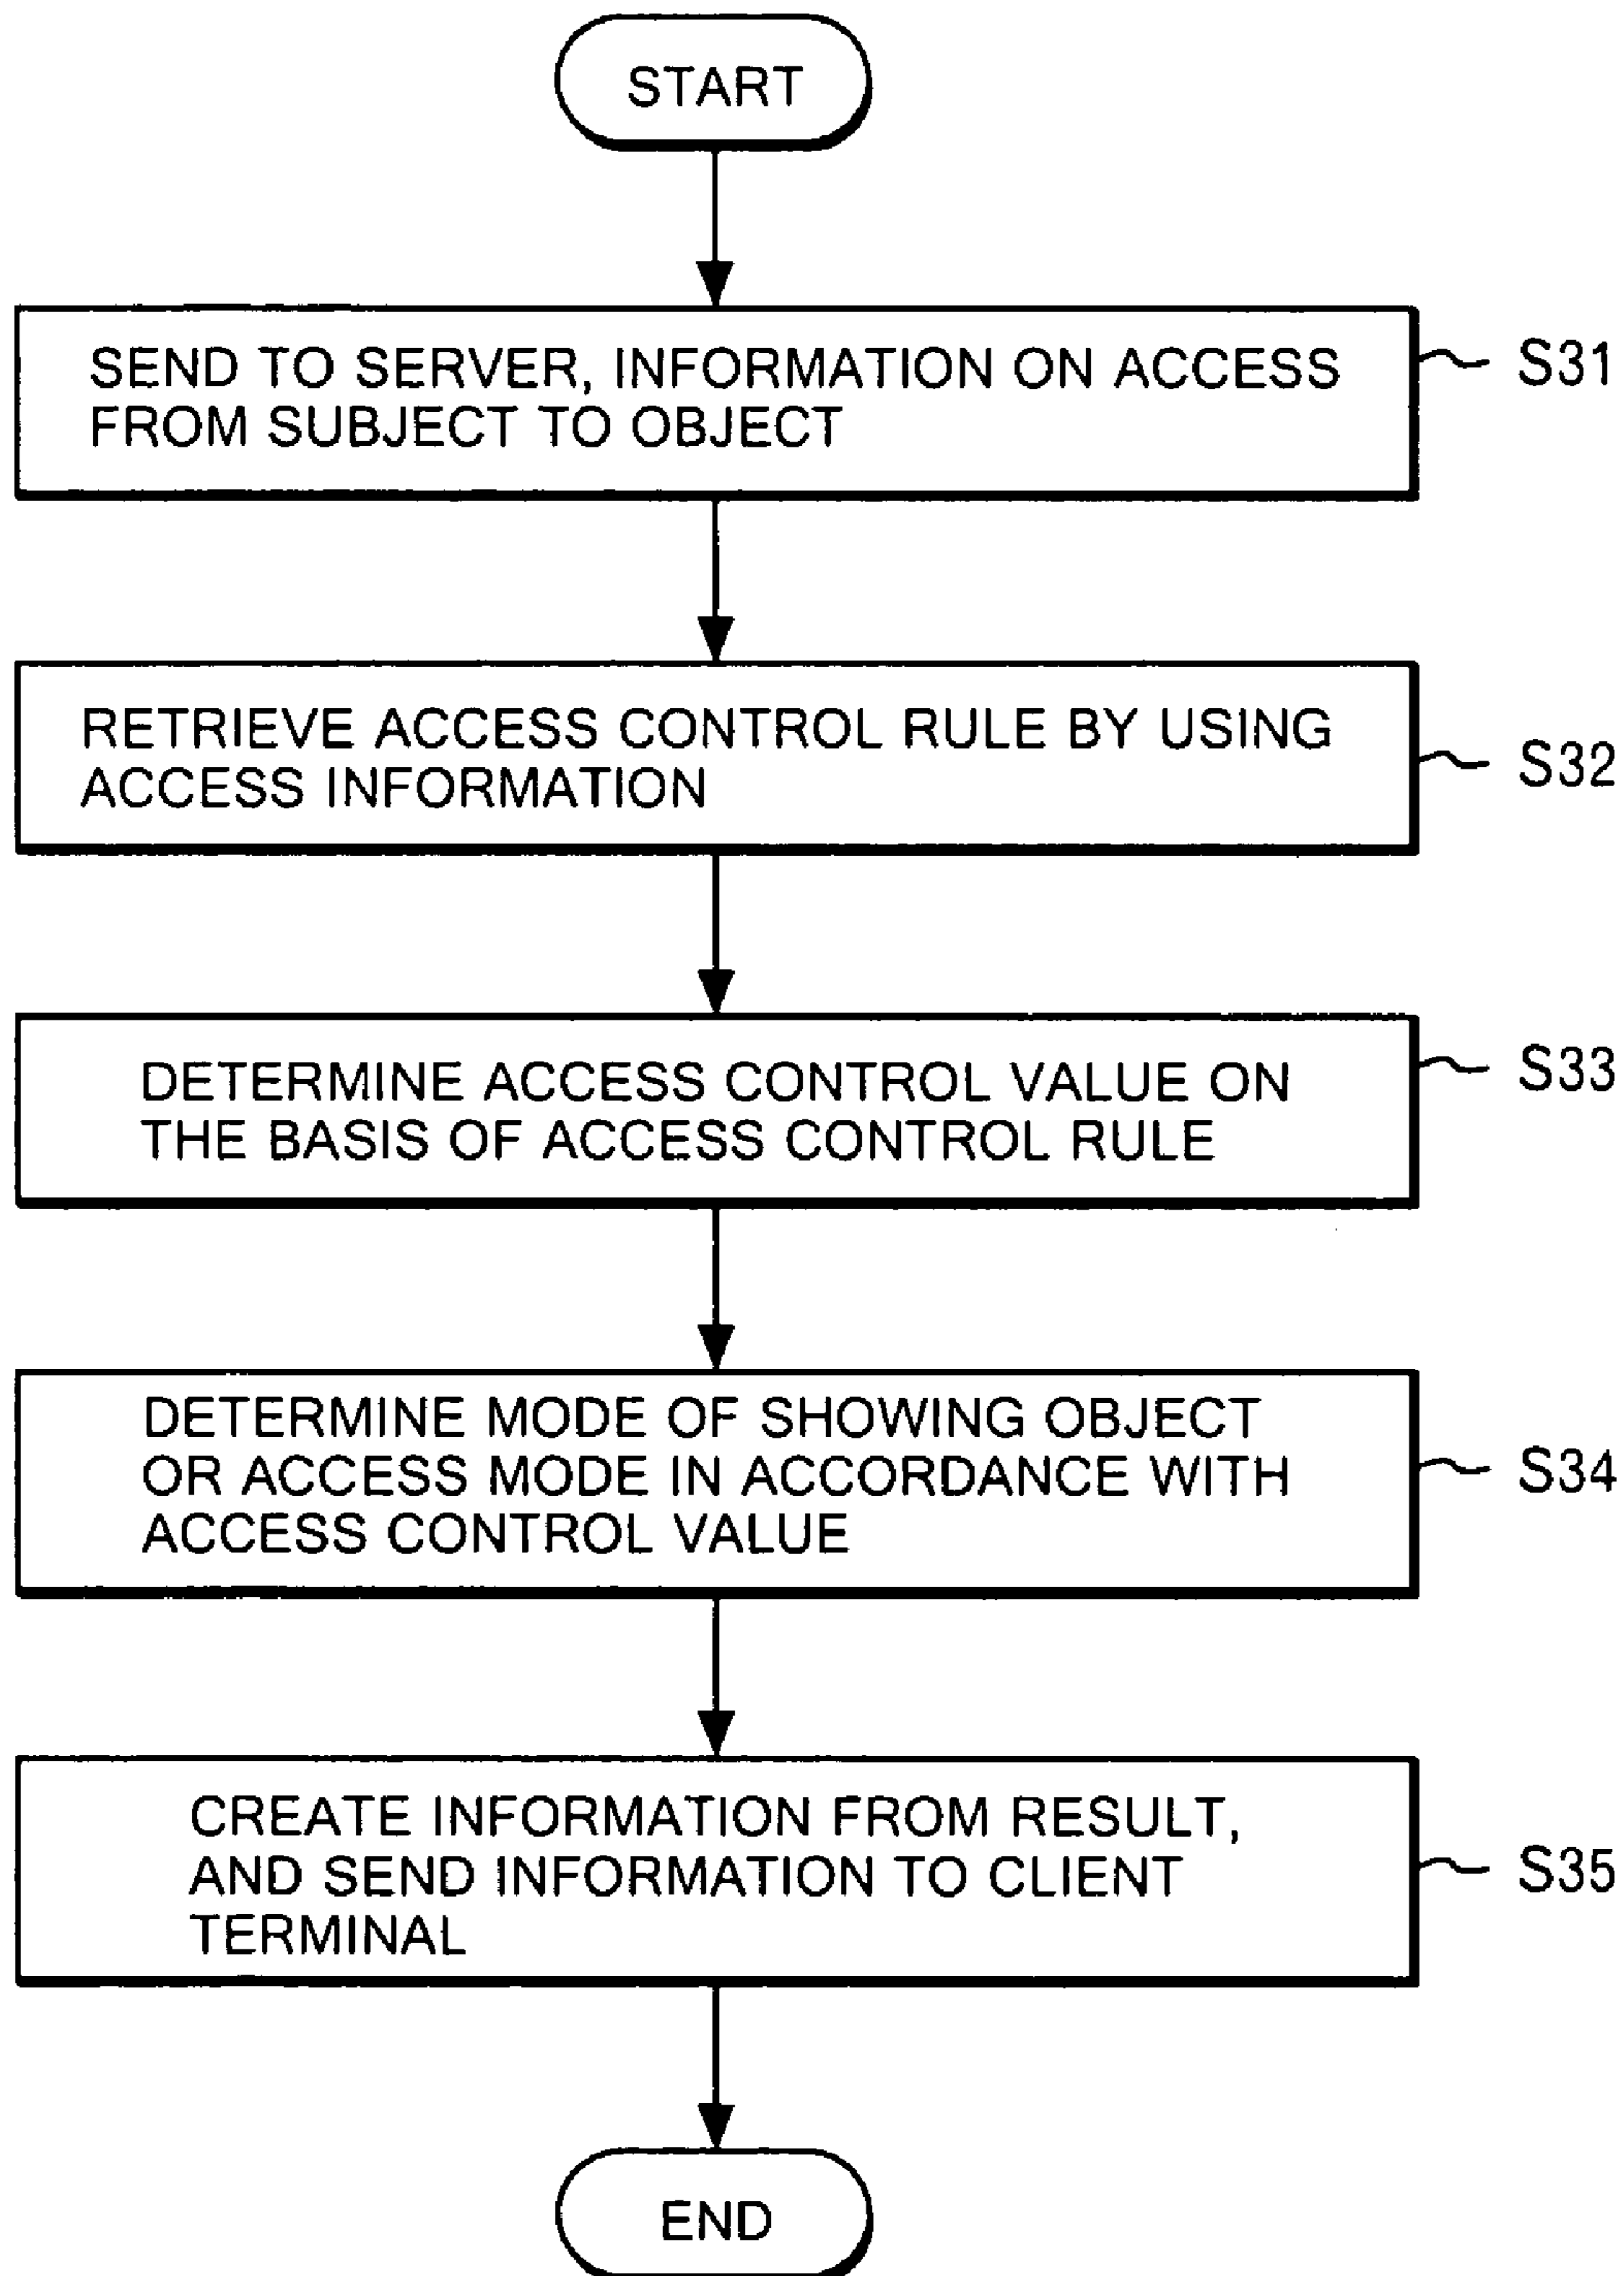 START
SEND TO SERVER, INFORMATION ON ACCESS
FROM SUBJECT TO OBJECT
S31
RETRIEVE ACCESS CONTROL RULE BY USING
ACCESS INFORMATION
S32
DETERMINE ACCESS CONTROL VALUE ON
THE BASIS OF ACCESS CONTROL RULE
S33
DETERMINE MODE OF SHOWING OBJECT
OR ACCESS MODE IN ACCORDANCE WITH
ACCESS CONTROL VALUE
S34
CREATE INFORMATION FROM RESULT,
AND SEND INFORMATION TO CLIENT
TERMINAL
S35
END